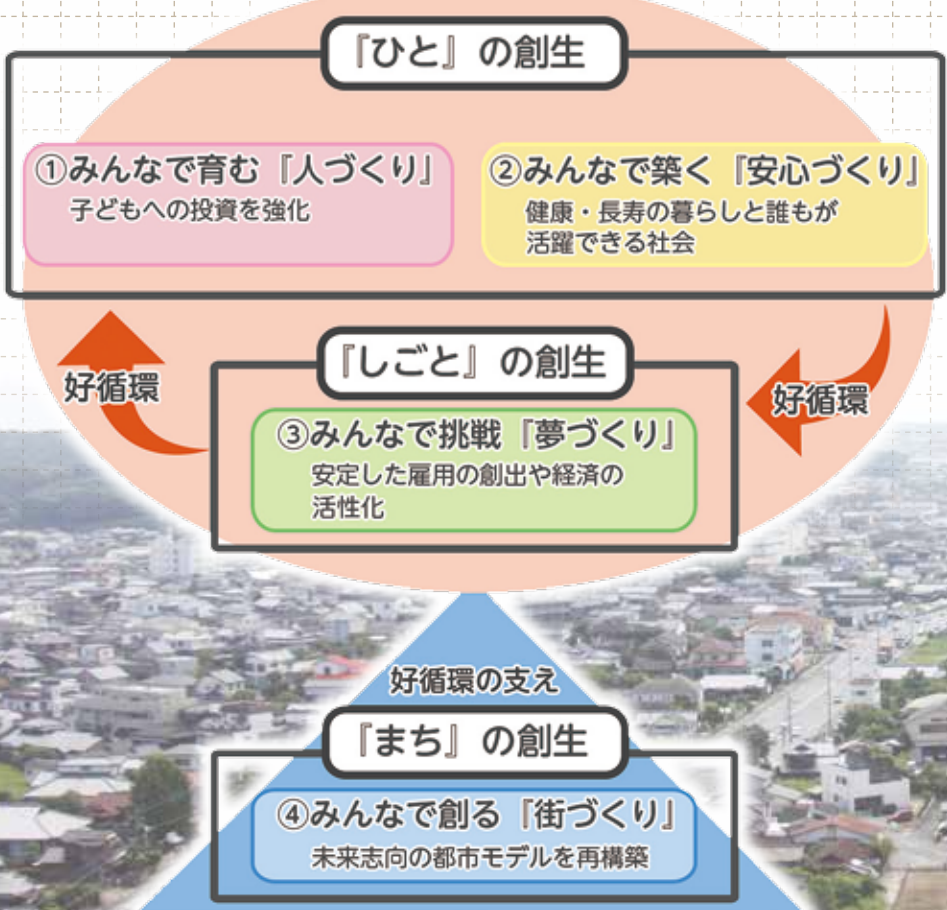 『ひと』の創生
①みんなで育む『人づくり』
子どもへの投資を強化
②みんなで築く『安心づくり』
健康・長寿の暮らしと誰もが
活躍できる社会
好循環
好循環
『しごと』の創生
③みんなで挑戦『夢づくり』
安定した雇用の創出や経済の
活性化
好循環の支え
『まち』の創生
④みんなで創る『街づくり』
未来志向の都市モデルを再構築